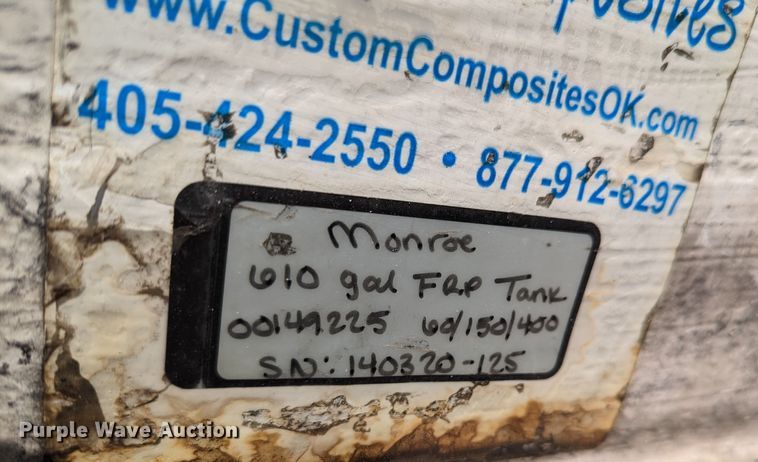 www.CustomCompositesOK.com
405-424-2550 • 877-912-6297
Monroe
610 gal FRP Tank
00149225 60/150/400
SN: 140320-125
Purple Wave Auction